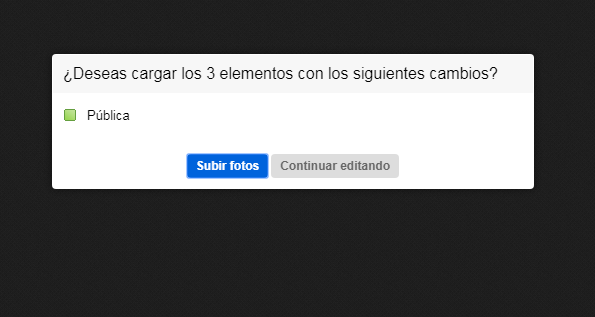 ¿Deseas cargar los 3 elementos con los siguientes cambios?
Pública
Subir fotos Continuar editando